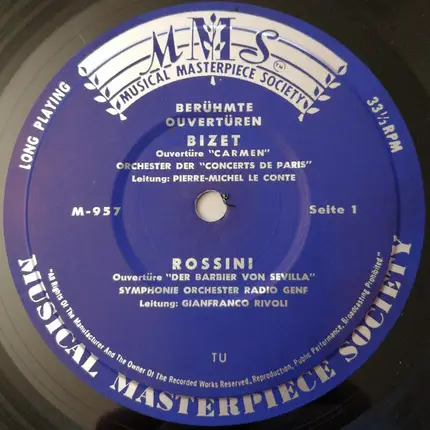 MMS TM
MUSICAL MASTERPIECE SOCIETY
LONG PLAYING
33 1/3 RPM
BERÜHMTE
OUVERTÜREN
BIZET
Ouvertüre "CARMEN"
ORCHESTER DER "CONCERTS DE PARIS"
Leitung: PIERRE-MICHEL LE CONTE
M-957
Seite 1
ROSSINI
Ouvertüre "DER BARBIER VON SEVILLA"
SYMPHONIE ORCHESTER RADIO GENF
Leitung: GIANFRANCO RIVOLI
TU
"All Rights Of The Manufacturer And The Owner Of The Recorded Works Reserved, Reproduction, Public Performance, Broadcasting Prohibited."
MUSICAL MASTERPIECE SOCIETY